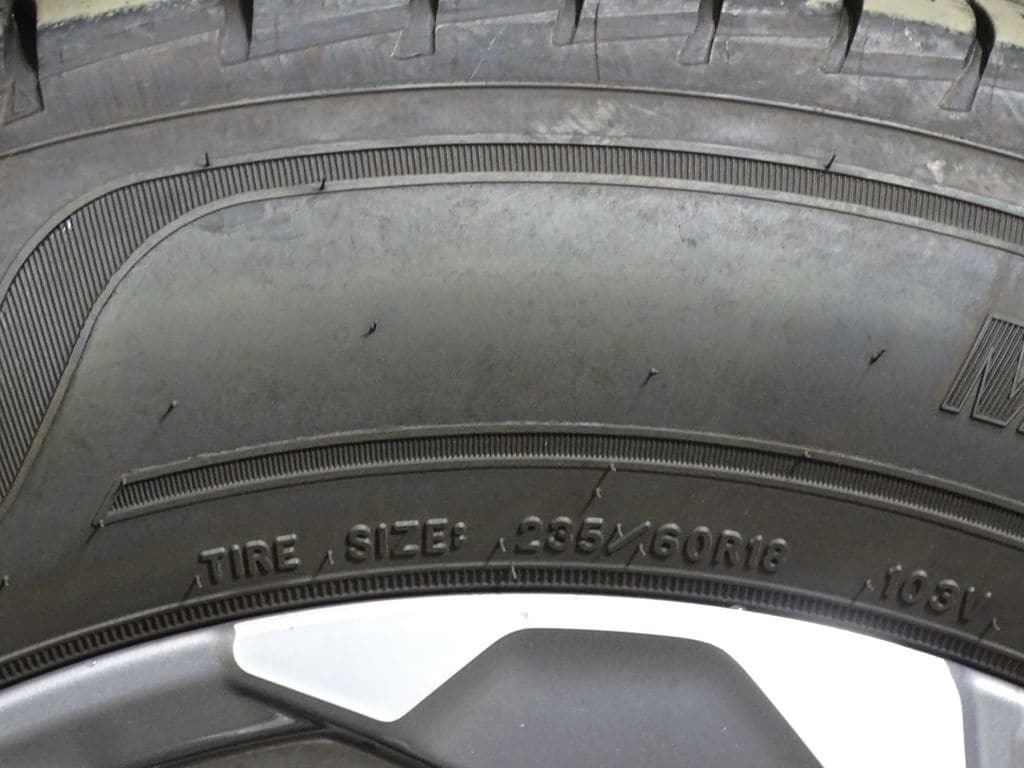 M
TIRE SIZE: 235/60R18 103V